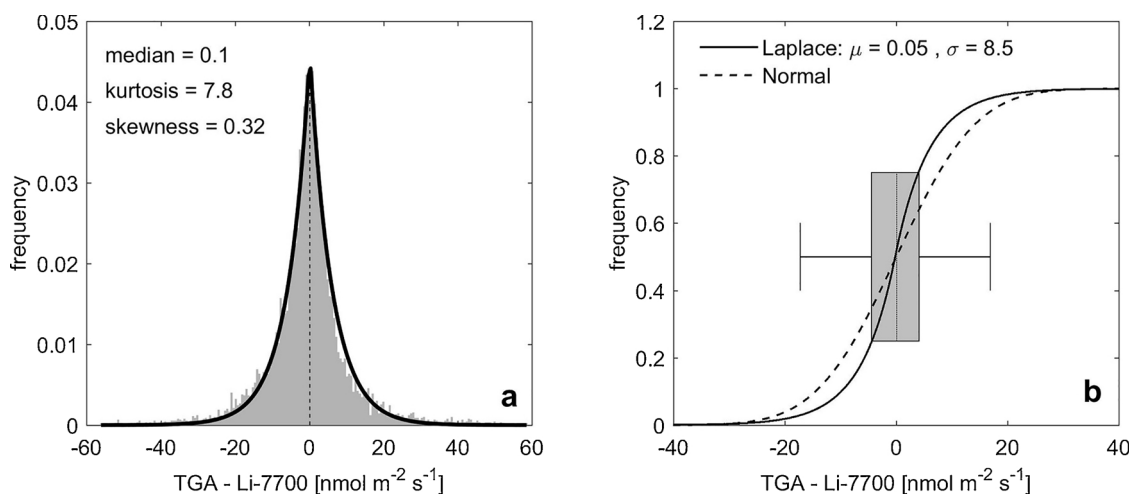 0.05
0.04
0.03
0.02
0.01
0
frequency
median = 0.1
kurtosis = 7.8
skewness = 0.32
a
-60 -40 -20 0 20 40 60
TGA - Li-7700 [nmol m⁻² s⁻¹]
1.2
1
0.8
0.6
0.4
0.2
0
frequency
Laplace: μ = 0.05 , σ = 8.5
Normal
b
-40 -20 0 20 40
TGA - Li-7700 [nmol m⁻² s⁻¹]